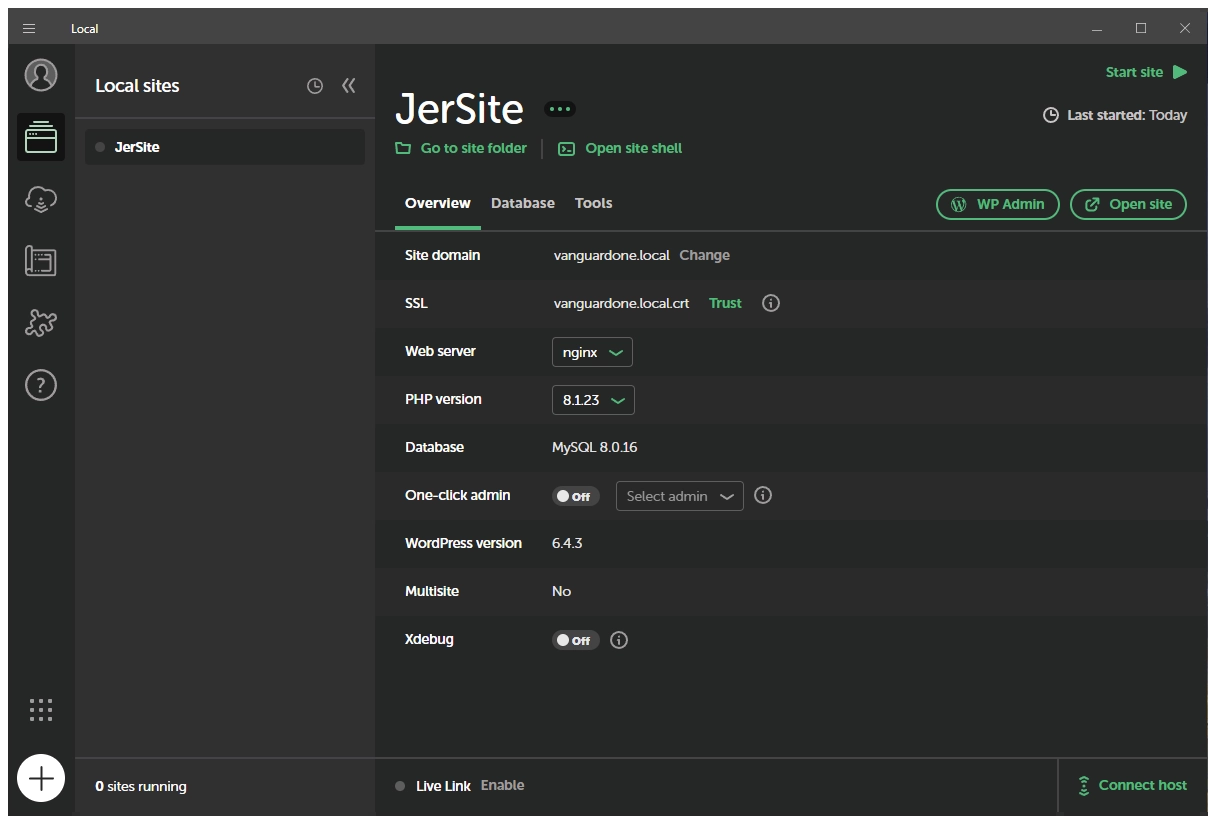 Local
Local sites
JerSite
0 sites running
Start site
JerSite
Last started: Today
Go to site folder
Open site shell
Overview Database Tools
WP Admin
Open site
Site domain vanguardone.local Change
SSL vanguardone.local.crt Trust
Web server nginx
PHP version 8.1.23
Database MySQL 8.0.16
One-click admin Off Select admin
WordPress version 6.4.3
Multisite No
Xdebug Off
Live Link Enable
Connect host